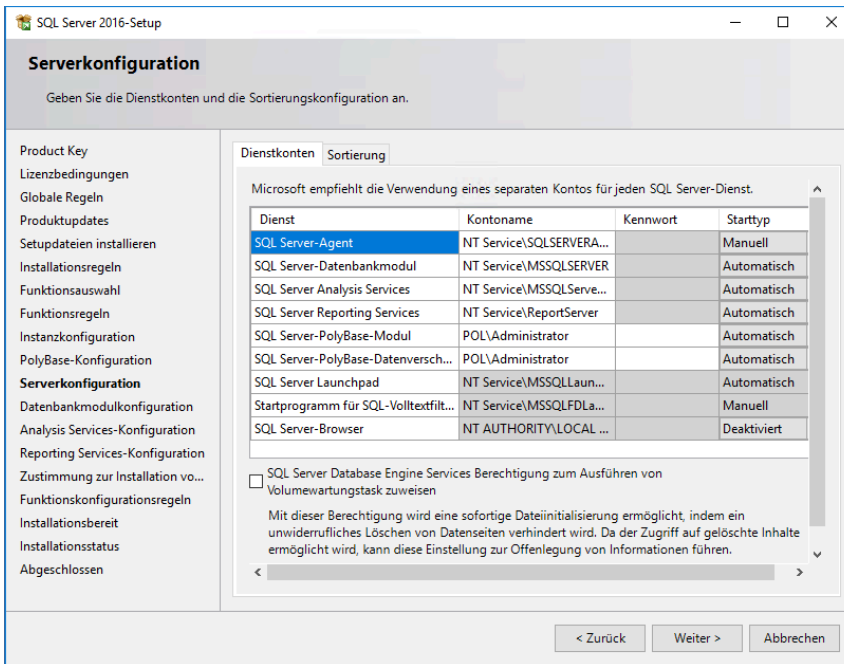 SQL Server 2016-Setup
Serverkonfiguration
Geben Sie die Dienstkonten und die Sortierungskonfiguration an.
Product Key
Lizenzbedingungen
Globale Regeln
Produktupdates
Setupdateien installieren
Installationsregeln
Funktionsauswahl
Funktionsregeln
Instanzkonfiguration
PolyBase-Konfiguration
Serverkonfiguration
Datenbankmodulkonfiguration
Analysis Services-Konfiguration
Reporting Services-Konfiguration
Zustimmung zur Installation vo...
Funktionskonfigurationsregeln
Installationsbereit
Installationsstatus
Abgeschlossen
Dienstkonten Sortierung
Microsoft empfiehlt die Verwendung eines separaten Kontos für jeden SQL Server-Dienst.
Dienst Kontoname Kennwort Starttyp
SQL Server-Agent NT Service\SQLSERVERA... Manuell
SQL Server-Datenbankmodul NT Service\MSSQLSERVER Automatisch
SQL Server Analysis Services NT Service\MSSQLServe... Automatisch
SQL Server Reporting Services NT Service\ReportServer Automatisch
SQL Server-PolyBase-Modul POL\Administrator Automatisch
SQL Server-PolyBase-Datenversch... POL\Administrator Automatisch
SQL Server Launchpad NT Service\MSSQLLaun... Automatisch
Startprogramm für SQL-Volltextfilt... NT Service\MSSQLFDLa... Manuell
SQL Server-Browser NT AUTHORITY\LOCAL ... Deaktiviert
SQL Server Database Engine Services Berechtigung zum Ausführen von
Volumewartungstask zuweisen
Mit dieser Berechtigung wird eine sofortige Dateiinitialisierung ermöglicht, indem ein
unwiderrufliches Löschen von Datenseiten verhindert wird. Da der Zugriff auf gelöschte Inhalte
ermöglicht wird, kann diese Einstellung zur Offenlegung von Informationen führen.
< Zurück Weiter > Abbrechen